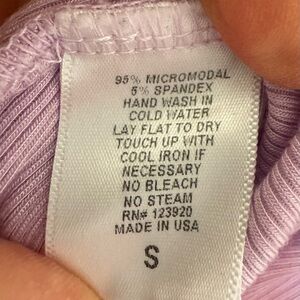 95% MICROMODAL
5% SPANDEX
HAND WASH IN
COLD WATER
LAY FLAT TO DRY
TOUCH UP WITH
COOL IRON IF
NECESSARY
NO BLEACH
NO STEAM
RN# 123920
MADE IN USA
S